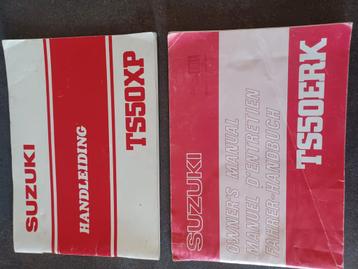 SUZUKI
HANDLEIDING
TS50XP
SUZUKI
OWNER'S MANUAL
MANUEL D'ENTRETIEN
FAHRER-HANDBUCH
TS50ERK